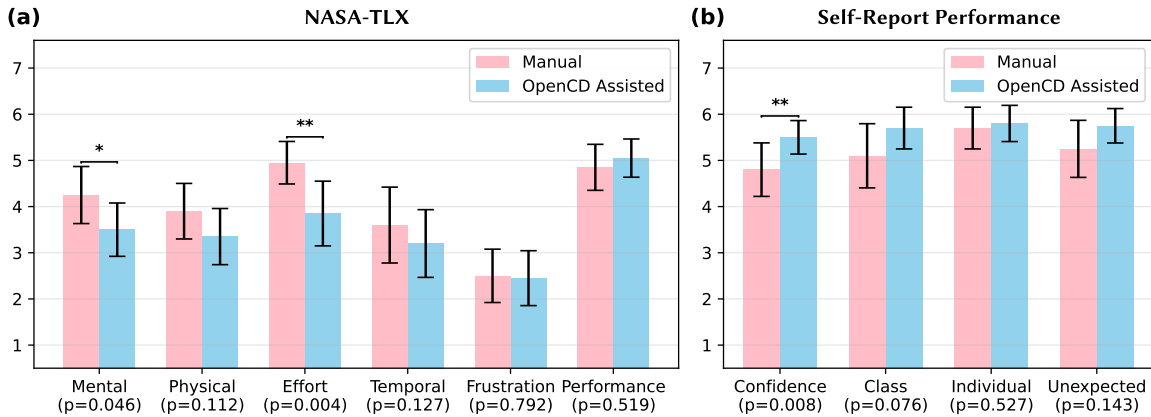 (a) NASA-TLX
7
6
5
4
3
2
1
Manual
OpenCD Assisted
*
**
Mental Physical Effort Temporal Frustration Performance
(p=0.046) (p=0.112) (p=0.004) (p=0.127) (p=0.792) (p=0.519)
(b) Self-Report Performance
7
6
5
4
3
2
1
Manual
OpenCD Assisted
**
Confidence Class Individual Unexpected
(p=0.008) (p=0.076) (p=0.527) (p=0.143)